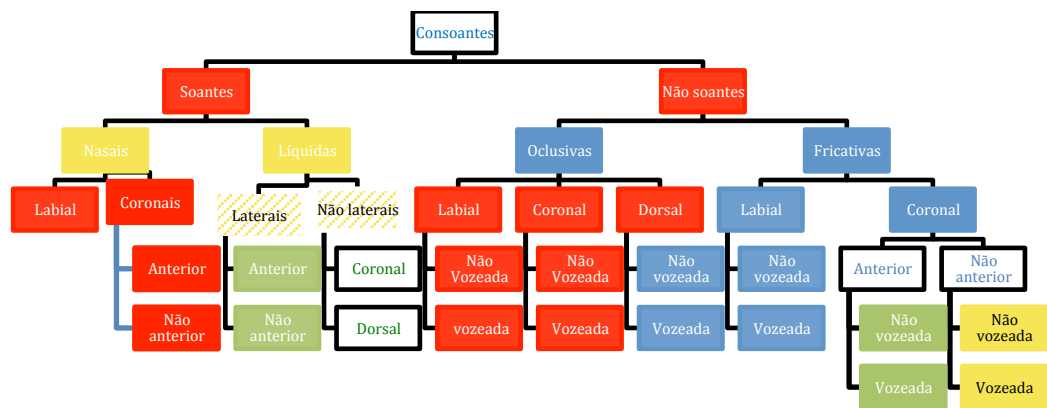 Consoantes
Soantes
Não soantes
Nasais
Líquidas
Oclusivas
Fricativas
Labial
Coronais
Laterais
Não laterais
Labial
Coronal
Dorsal
Labial
Coronal
Anterior
Anterior
Coronal
Não
Vozeada
Não
Vozeada
Não
vozeada
Não
vozeada
Anterior
Não
anterior
Não
anterior
Não
anterior
Dorsal
vozeada
Vozeada
Vozeada
Vozeada
Não
vozeada
Não
vozeada
Vozeada
Vozeada